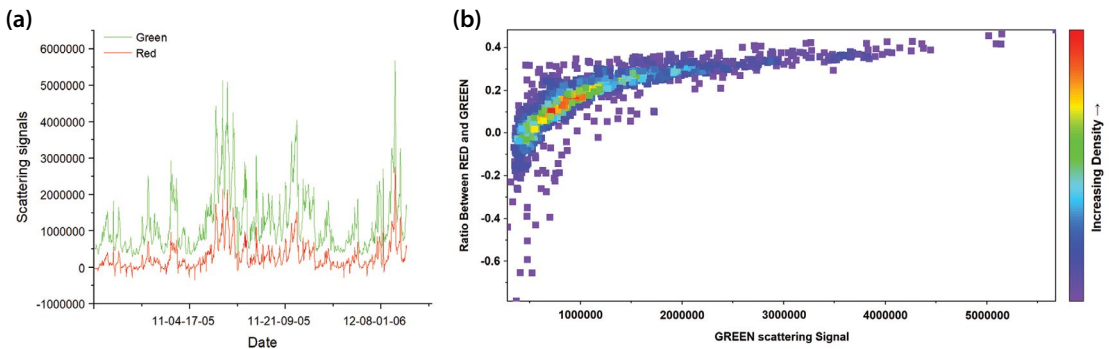 (a)
Green
Red
6000000
5000000
4000000
3000000
2000000
1000000
0
-1000000
Scattering signals
11-04-17-05
11-21-09-05
12-08-01-06
Date
(b)
0.4
0.2
0.0
-0.2
-0.4
-0.6
Ratio Between RED and GREEN
1000000
2000000
3000000
4000000
5000000
GREEN scattering Signal
Increasing Density →